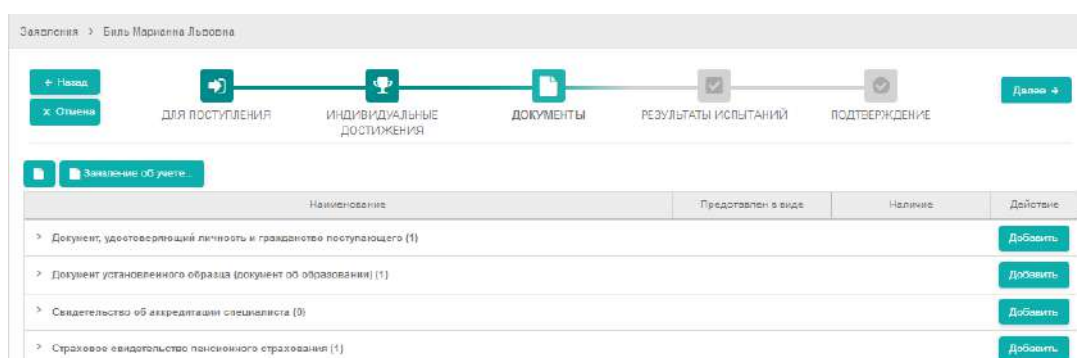 Заявления > Биль Марианна Львовна
← Назад
x Отмена
ДЛЯ ПОСТУПЛЕНИЯ
ИНДИВИДУАЛЬНЫЕ
ДОСТИЖЕНИЯ
ДОКУМЕНТЫ
РЕЗУЛЬТАТЫ ИСПЫТАНИЙ
ПОДТВЕРЖДЕНИЕ
Далее →
Заявление об учете...
Наименование Представлен в виде Наличие Действие
> Документ, удостоверяющий личность и гражданство поступающего (1) Добавить
> Документ установленного образца (документ об образовании) (1) Добавить
> Свидетельство об аккредитации специалиста (0) Добавить
> Страховое свидетельство пенсионного страхования (1) Добавить